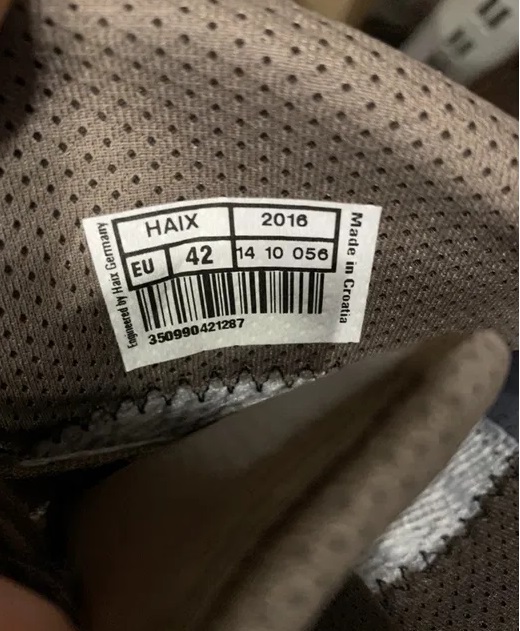 HAIX 2016
EU 42 14 10 056
350990421287
Engineered by Haix Germany
Made in Croatia